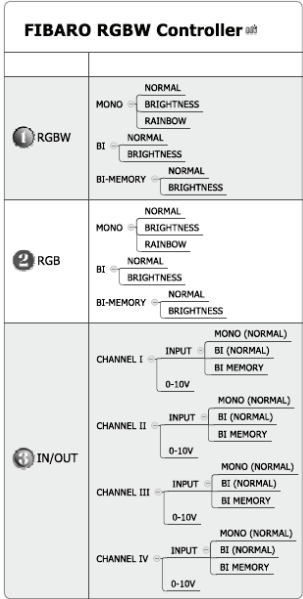 FIBARO RGBW Controller
1 RGBW
MONO
NORMAL
BRIGHTNESS
RAINBOW
BI
NORMAL
BRIGHTNESS
BI-MEMORY
NORMAL
BRIGHTNESS
2 RGB
MONO
NORMAL
BRIGHTNESS
RAINBOW
BI
NORMAL
BRIGHTNESS
BI-MEMORY
NORMAL
BRIGHTNESS
3 IN/OUT
CHANNEL I
INPUT
MONO (NORMAL)
BI (NORMAL)
BI MEMORY
0-10V
CHANNEL II
INPUT
MONO (NORMAL)
BI (NORMAL)
BI MEMORY
0-10V
CHANNEL III
INPUT
MONO (NORMAL)
BI (NORMAL)
BI MEMORY
0-10V
CHANNEL IV
INPUT
MONO (NORMAL)
BI (NORMAL)
BI MEMORY
0-10V